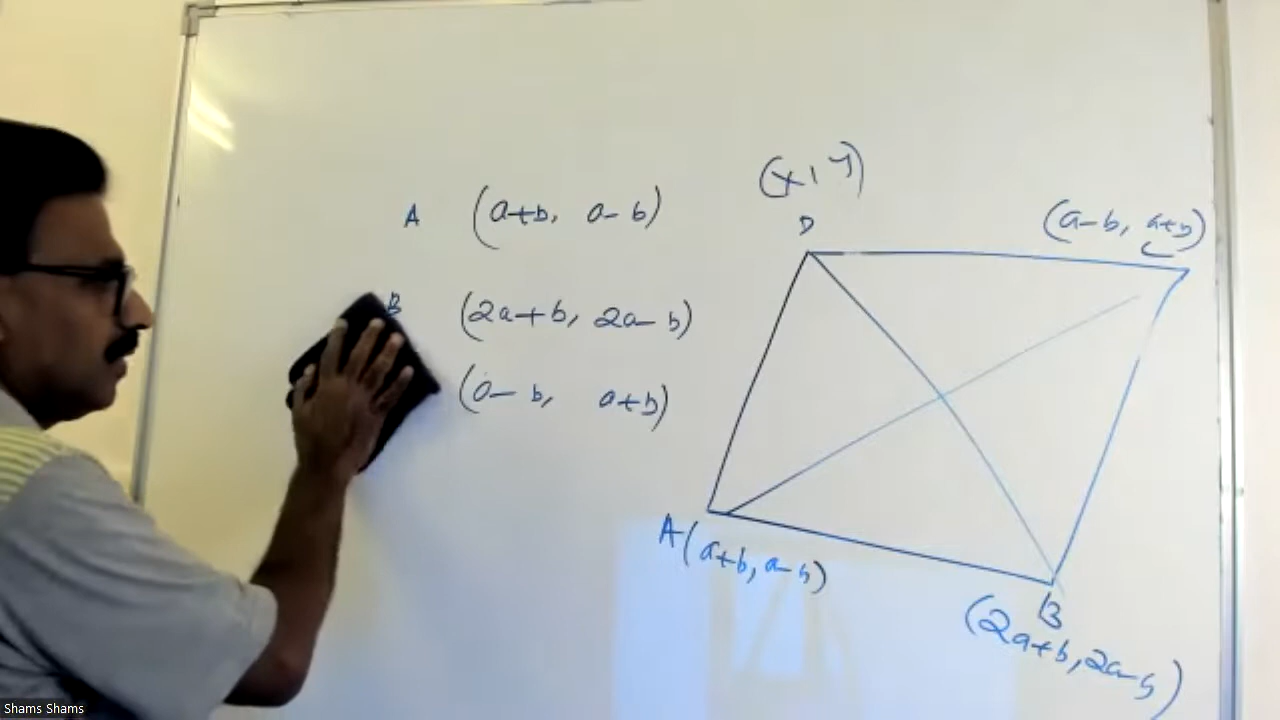 A (a+b, a-b)
B (2a+b, 2a-b)
(a-b, a+b)
(x, y)
D
(a-b, a+b)
A(a+b, a-b)
B
(2a+b, 2a-b)
Shams Shams